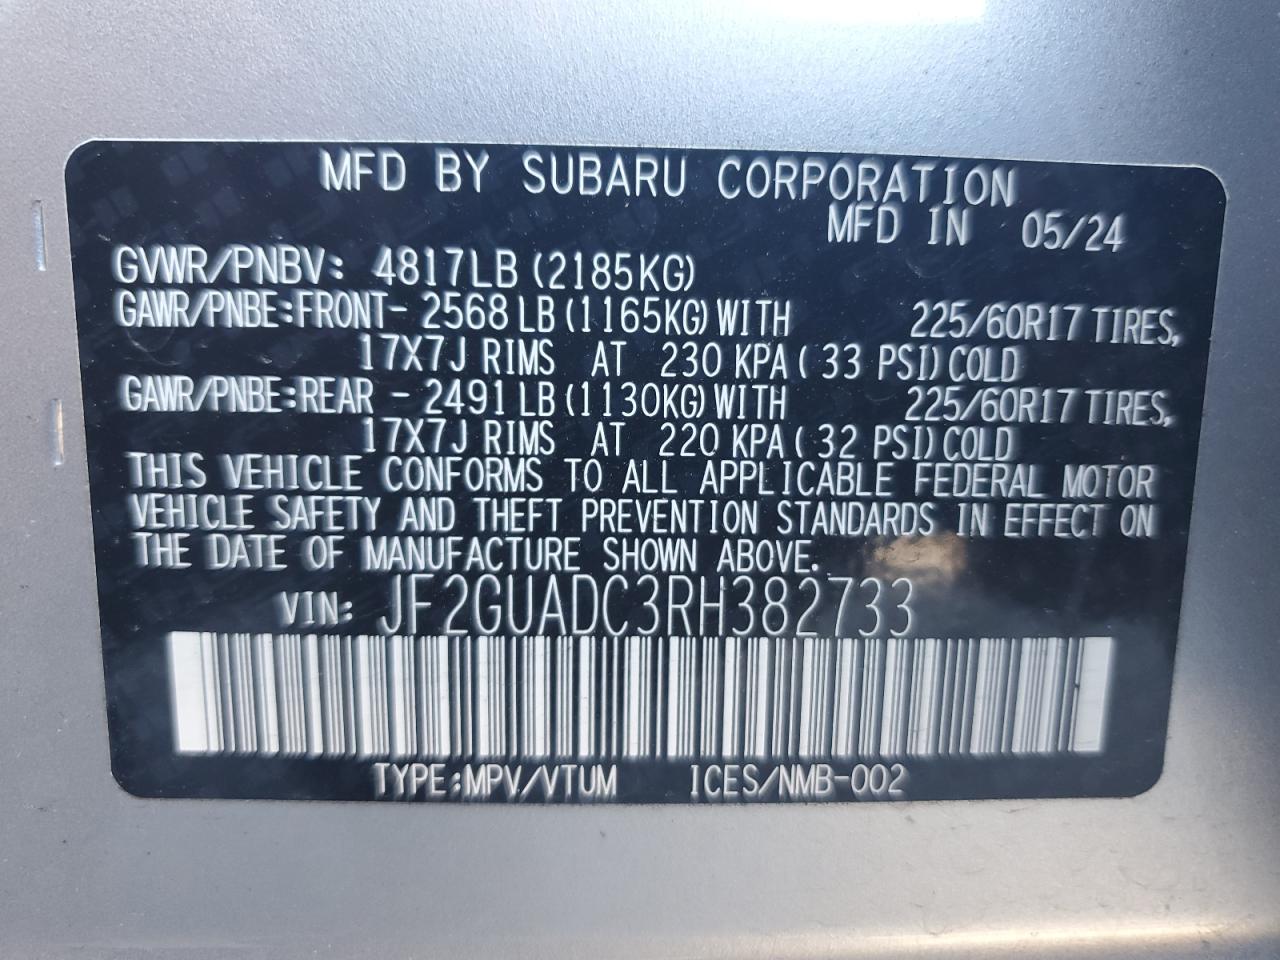 MFD BY SUBARU CORPORATION
MFD IN 05/24
GVWR/PNBV: 4817LB (2185KG)
GAWR/PNBE:FRONT- 2568 LB (1165KG) WITH 225/60R17 TIRES,
17X7J RIMS AT 230 KPA ( 33 PSI) COLD
GAWR/PNBE:REAR - 2491 LB (1130KG) WITH 225/60R17 TIRES,
17X7J RIMS AT 220 KPA ( 32 PSI) COLD
THIS VEHICLE CONFORMS TO ALL APPLICABLE FEDERAL MOTOR
VEHICLE SAFETY AND THEFT PREVENTION STANDARDS IN EFFECT ON
THE DATE OF MANUFACTURE SHOWN ABOVE.
VIN: JF2GUADC3RH382733
TYPE:MPV/VTUM ICES/NMB-002